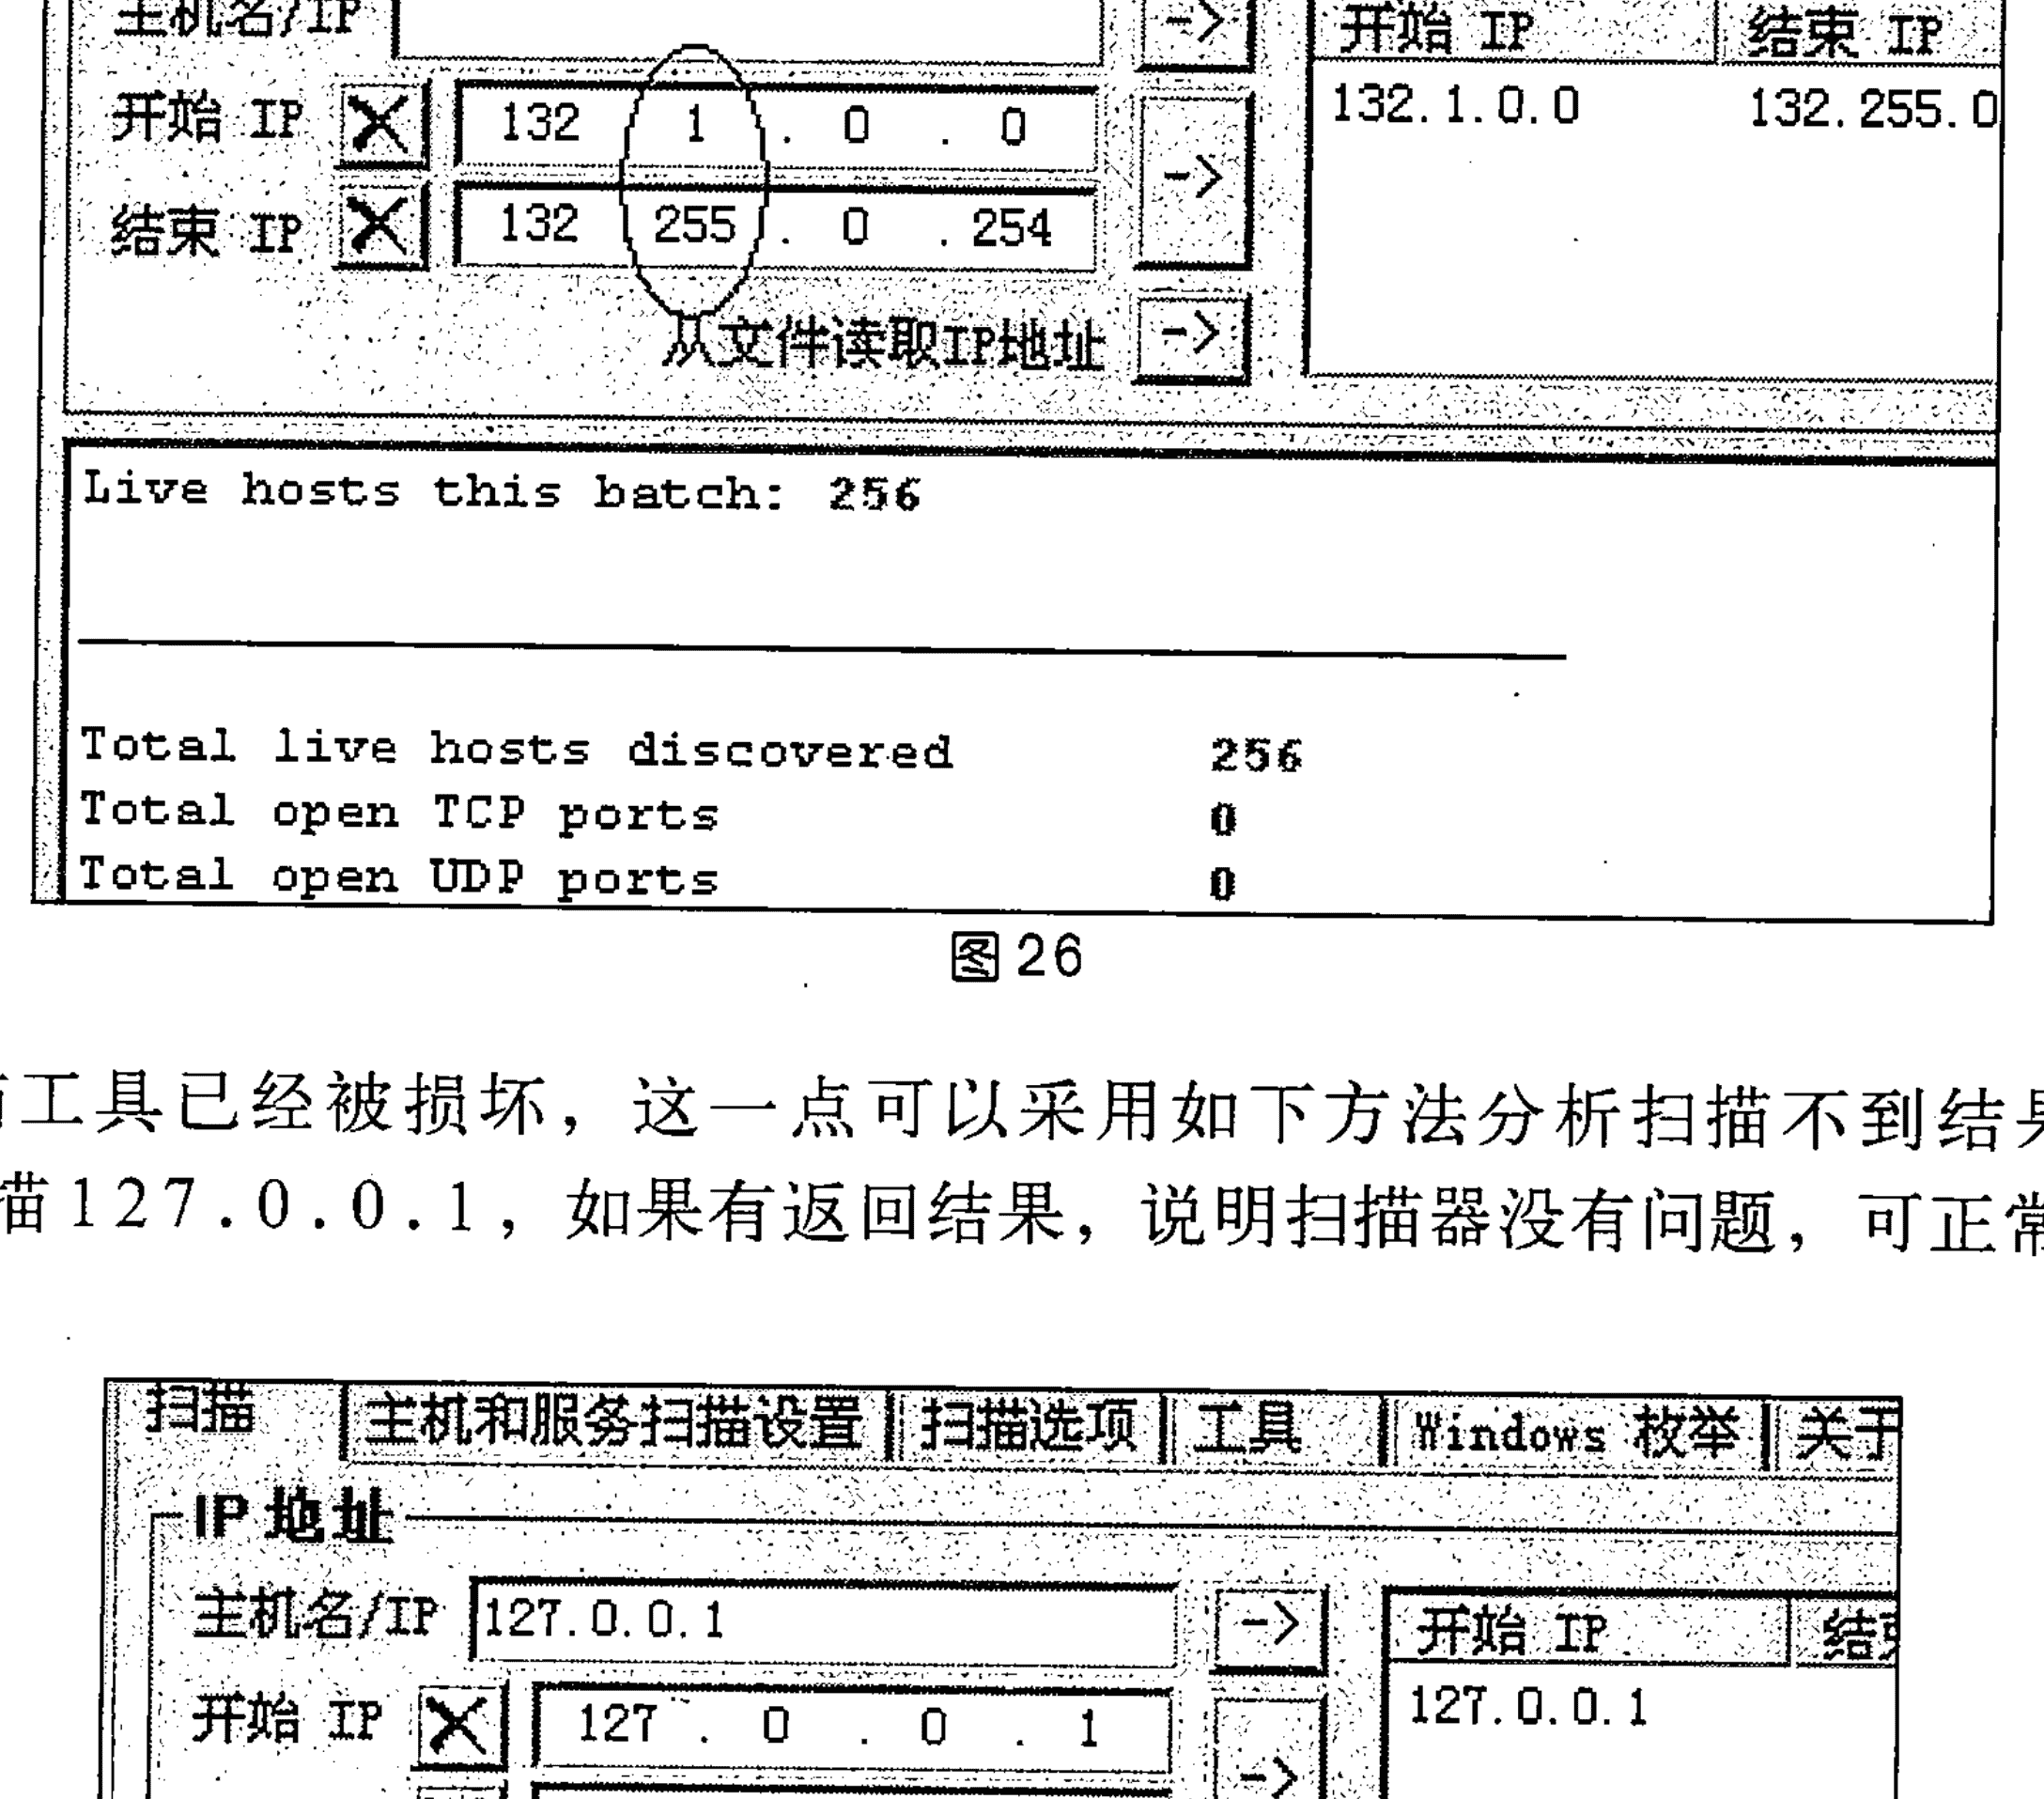 主机名/IP
->
开始 IP
结束 IP
开始 IP
132 1 . 0 . 0
132.1.0.0
132.255.0
->
结束 IP
132 255 . 0 . 254
从文件读取IP地址
->
Live hosts this batch: 256
Total live hosts discovered 256
Total open TCP ports 0
Total open UDP ports 0
图26
工具已经被损坏，这一点可以采用如下方法分析扫描不到结果
描127.0.0.1，如果有返回结果，说明扫描器没有问题，可正常
扫描 主机和服务扫描设置 扫描选项 工具 Windows 枚举 关于
IP 地址
主机名/IP 127.0.0.1 ->
开始 IP 结束
开始 IP 127 . 0 . 0 . 1
127.0.0.1
->